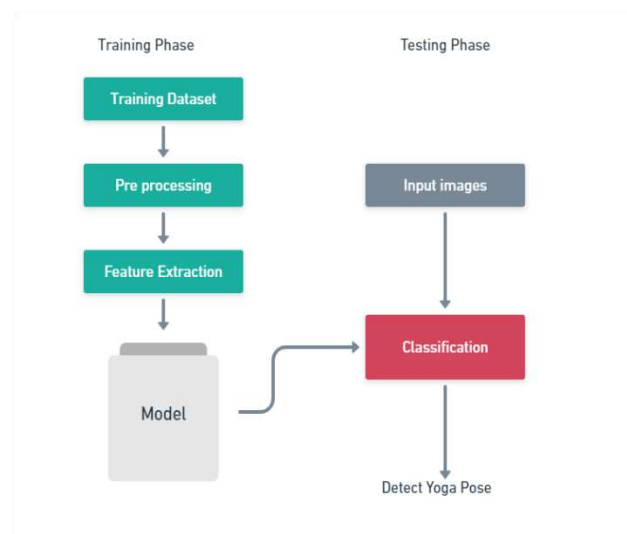 Training Phase
Testing Phase
Training Dataset
Pre processing
Input images
Feature Extraction
Classification
Model
Detect Yoga Pose